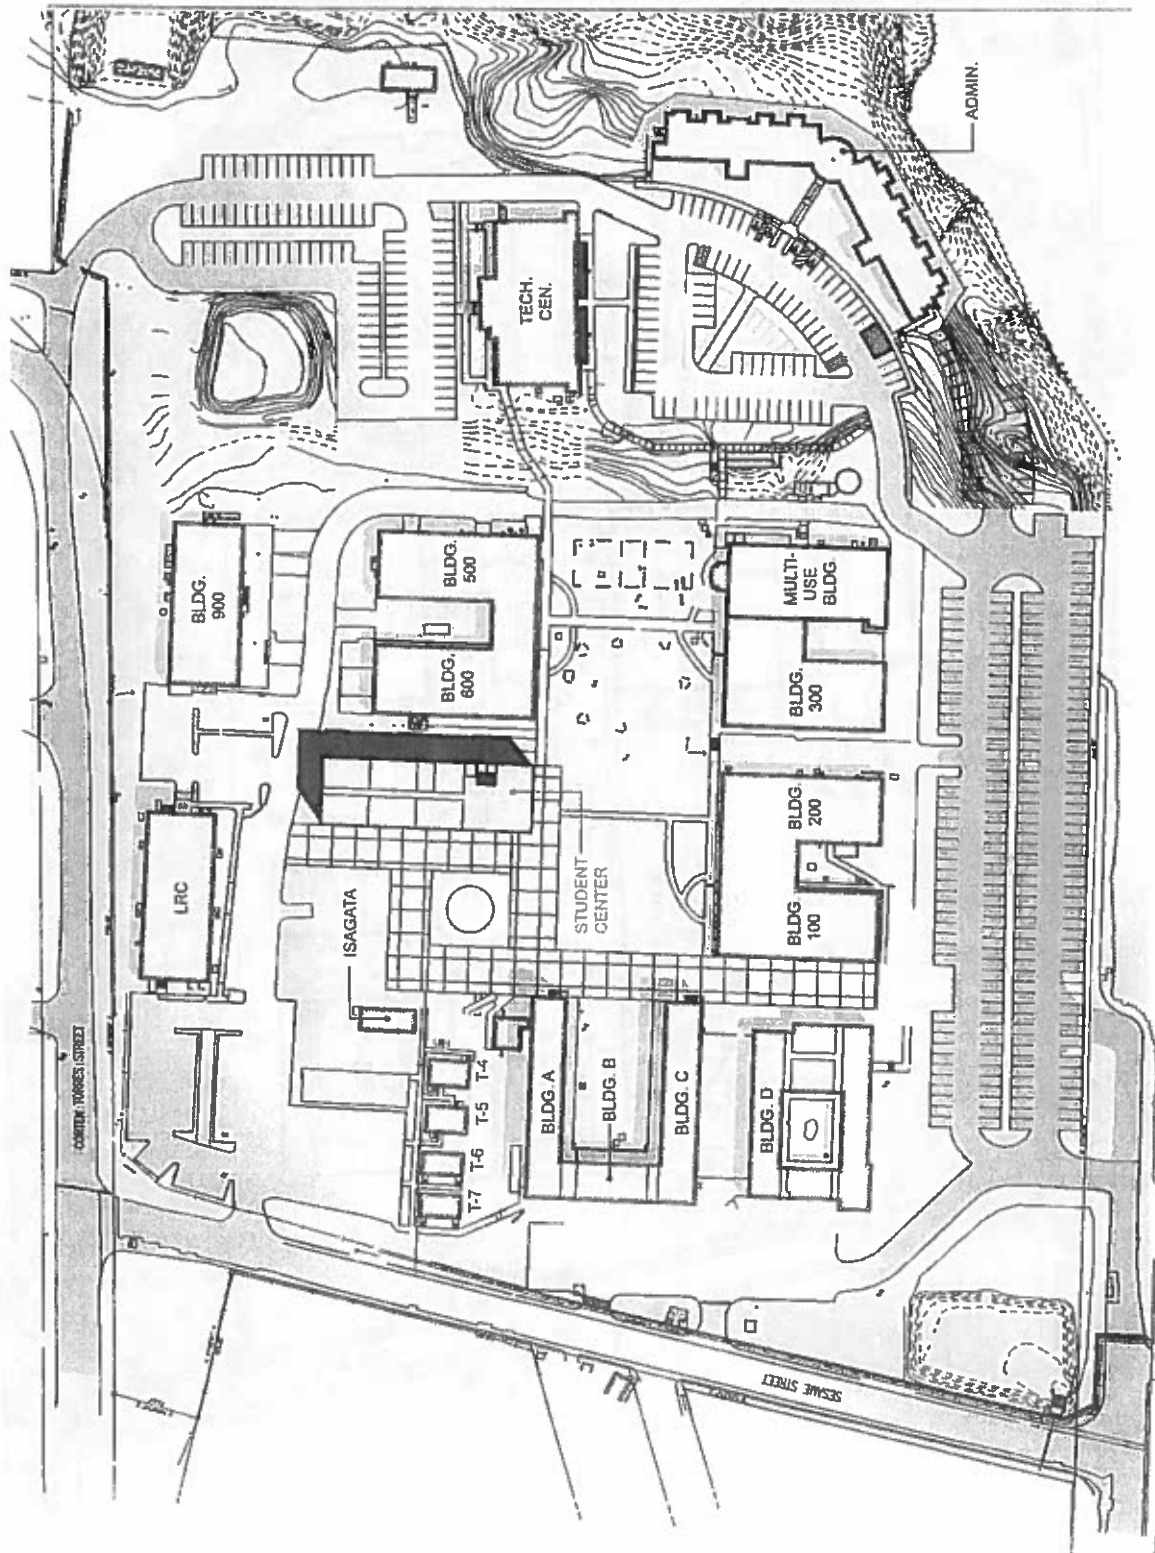 ADMIN.
TECH.
CEN.
BLDG.
900
BLDG.
500
BLDG.
600
MULTI-
USE
BLDG.
BLDG.
300
LRC
BLDG.
200
BLDG.
100
STUDENT
CENTER
ISAGATA
T-4
T-5
T-6
T-7
BLDG. A
BLDG. B
BLDG. C
BLDG. D
TORRES STREET
SESAME STREET